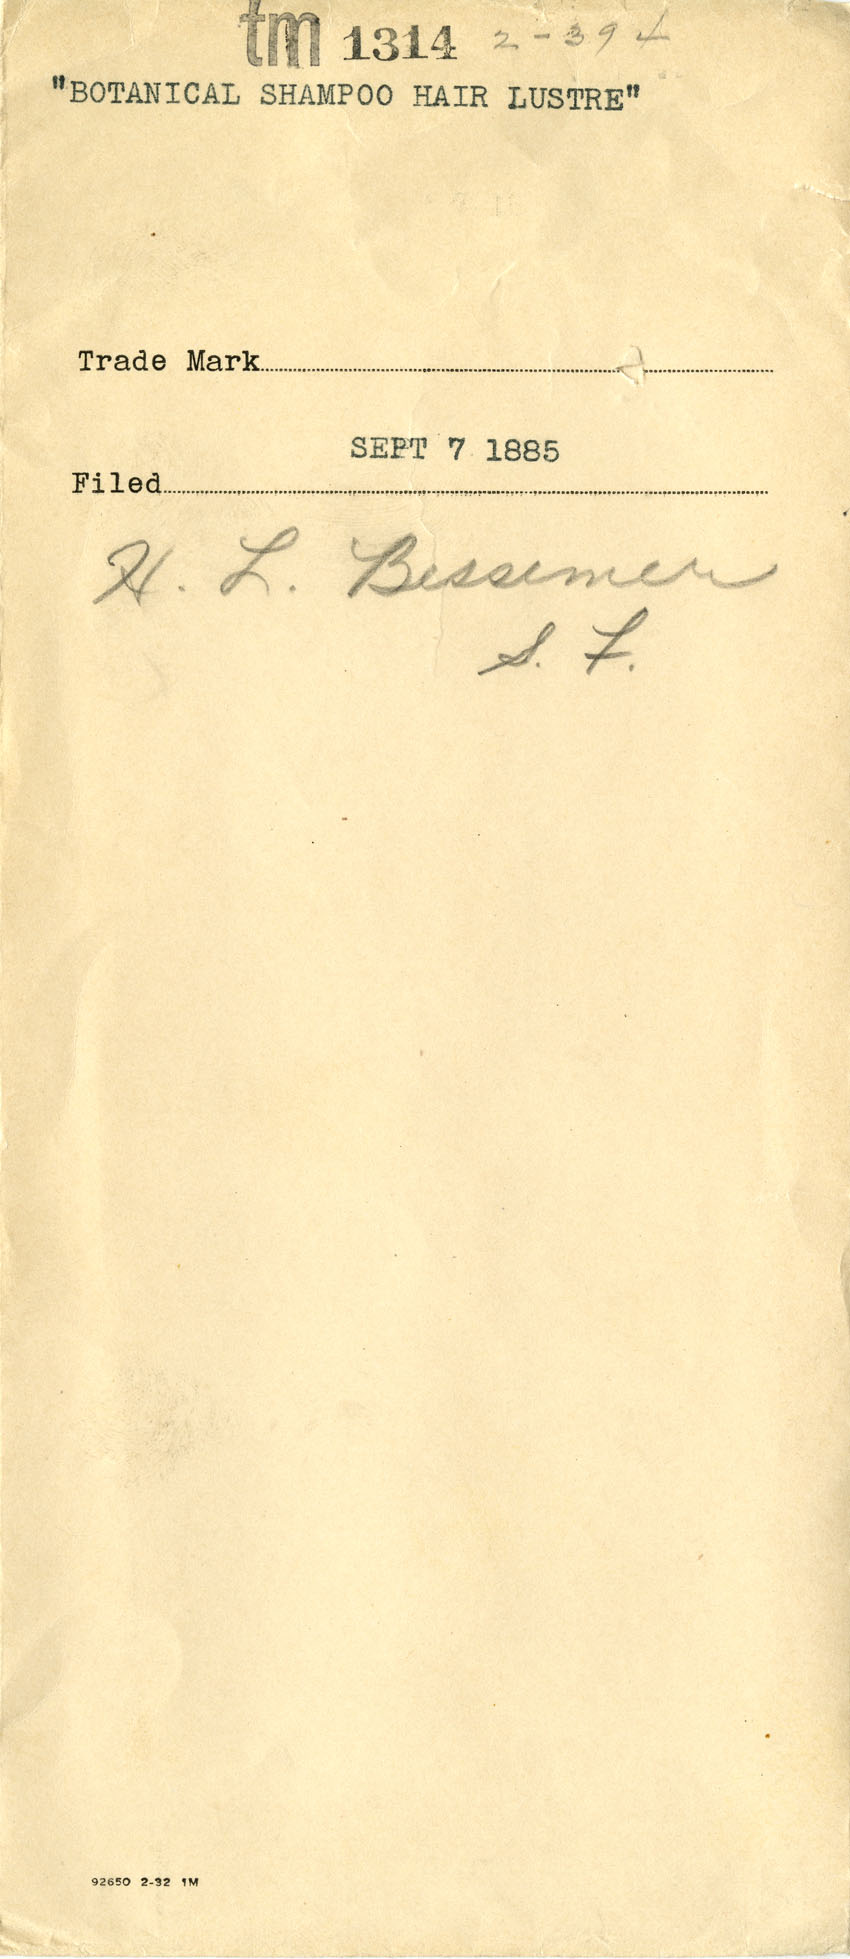 tm 1314 2-394
"BOTANICAL SHAMPOO HAIR LUSTRE"
Trade Mark
SEPT 7 1885
Filed
H. L. Bessemer
S. F.
92650 2-32 1M